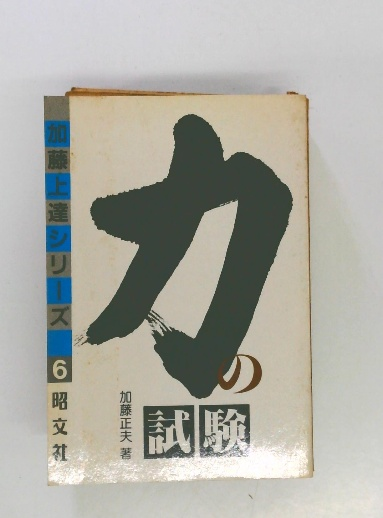 加藤上達シリーズ
6
昭文社
力の
試験
加藤正夫 著